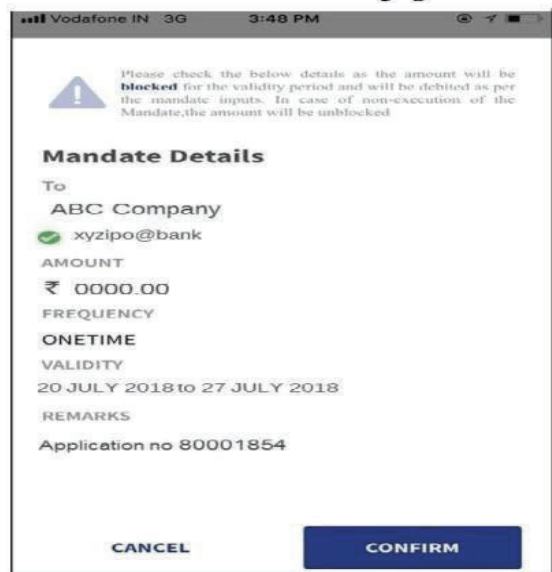 Vodafone IN 3G 3:48 PM
Please check the below details as the amount will be
blocked for the validity period and will be debited as per
the mandate inputs. In case of non-execution of the
Mandate,the amount will be unblocked
Mandate Details
To
ABC Company
xyzipo@bank
AMOUNT
₹ 0000.00
FREQUENCY
ONETIME
VALIDITY
20 JULY 2018 to 27 JULY 2018
REMARKS
Application no 80001854
CANCEL CONFIRM